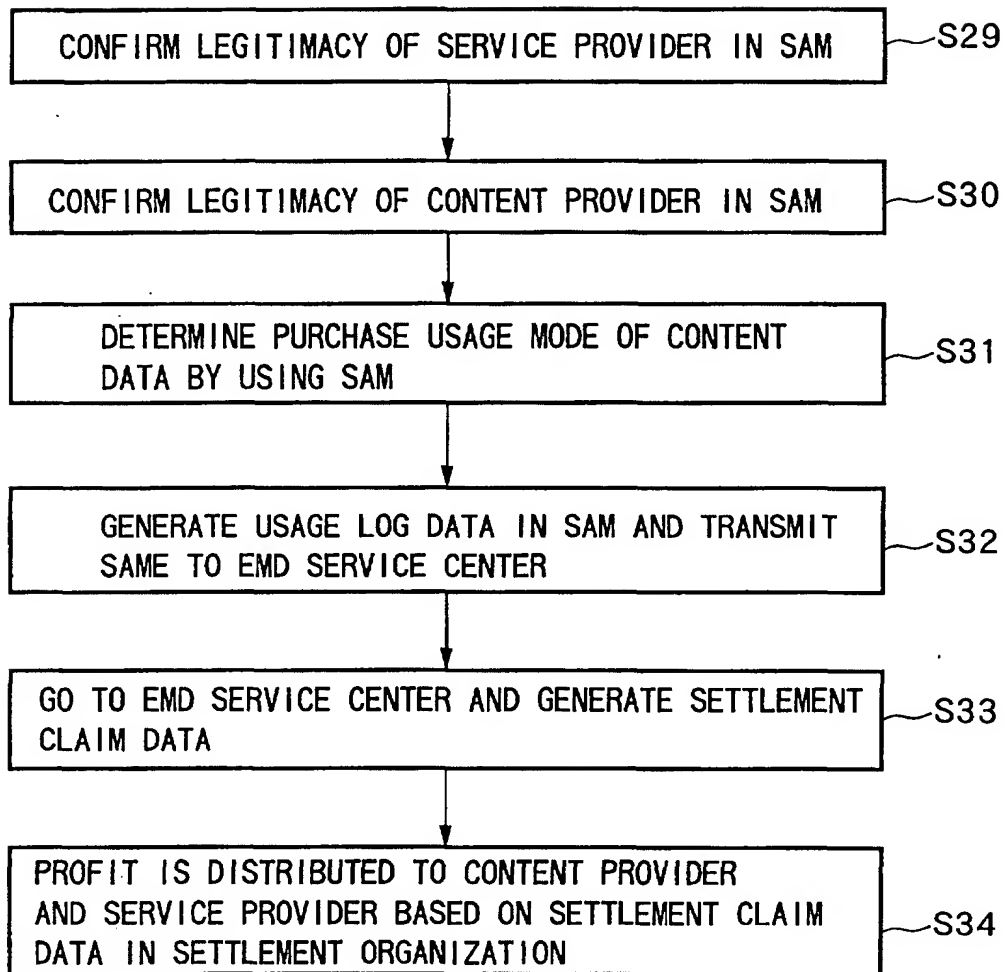 CONFIRM LEGITIMACY OF SERVICE PROVIDER IN SAM
S29
CONFIRM LEGITIMACY OF CONTENT PROVIDER IN SAM
S30
DETERMINE PURCHASE USAGE MODE OF CONTENT
DATA BY USING SAM
S31
GENERATE USAGE LOG DATA IN SAM AND TRANSMIT
SAME TO EMD SERVICE CENTER
S32
GO TO EMD SERVICE CENTER AND GENERATE SETTLEMENT
CLAIM DATA
S33
PROFIT IS DISTRIBUTED TO CONTENT PROVIDER
AND SERVICE PROVIDER BASED ON SETTLEMENT CLAIM
DATA IN SETTLEMENT ORGANIZATION
S34